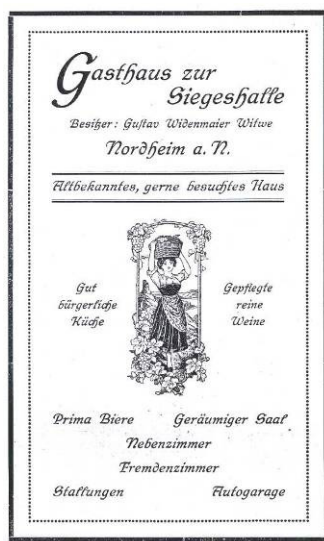 Gasthaus zur
Siegeshalle
Besitzer: Gustav Widenmaier Witwe
Nordheim a. N.
Altbekanntes, gerne besuchtes Haus
Gut
bürgerliche
Küche
Gepflegte
reine
Weine
Prima Biere Geräumiger Saal
Nebenzimmer
Fremdenzimmer
Stallungen Autogarage